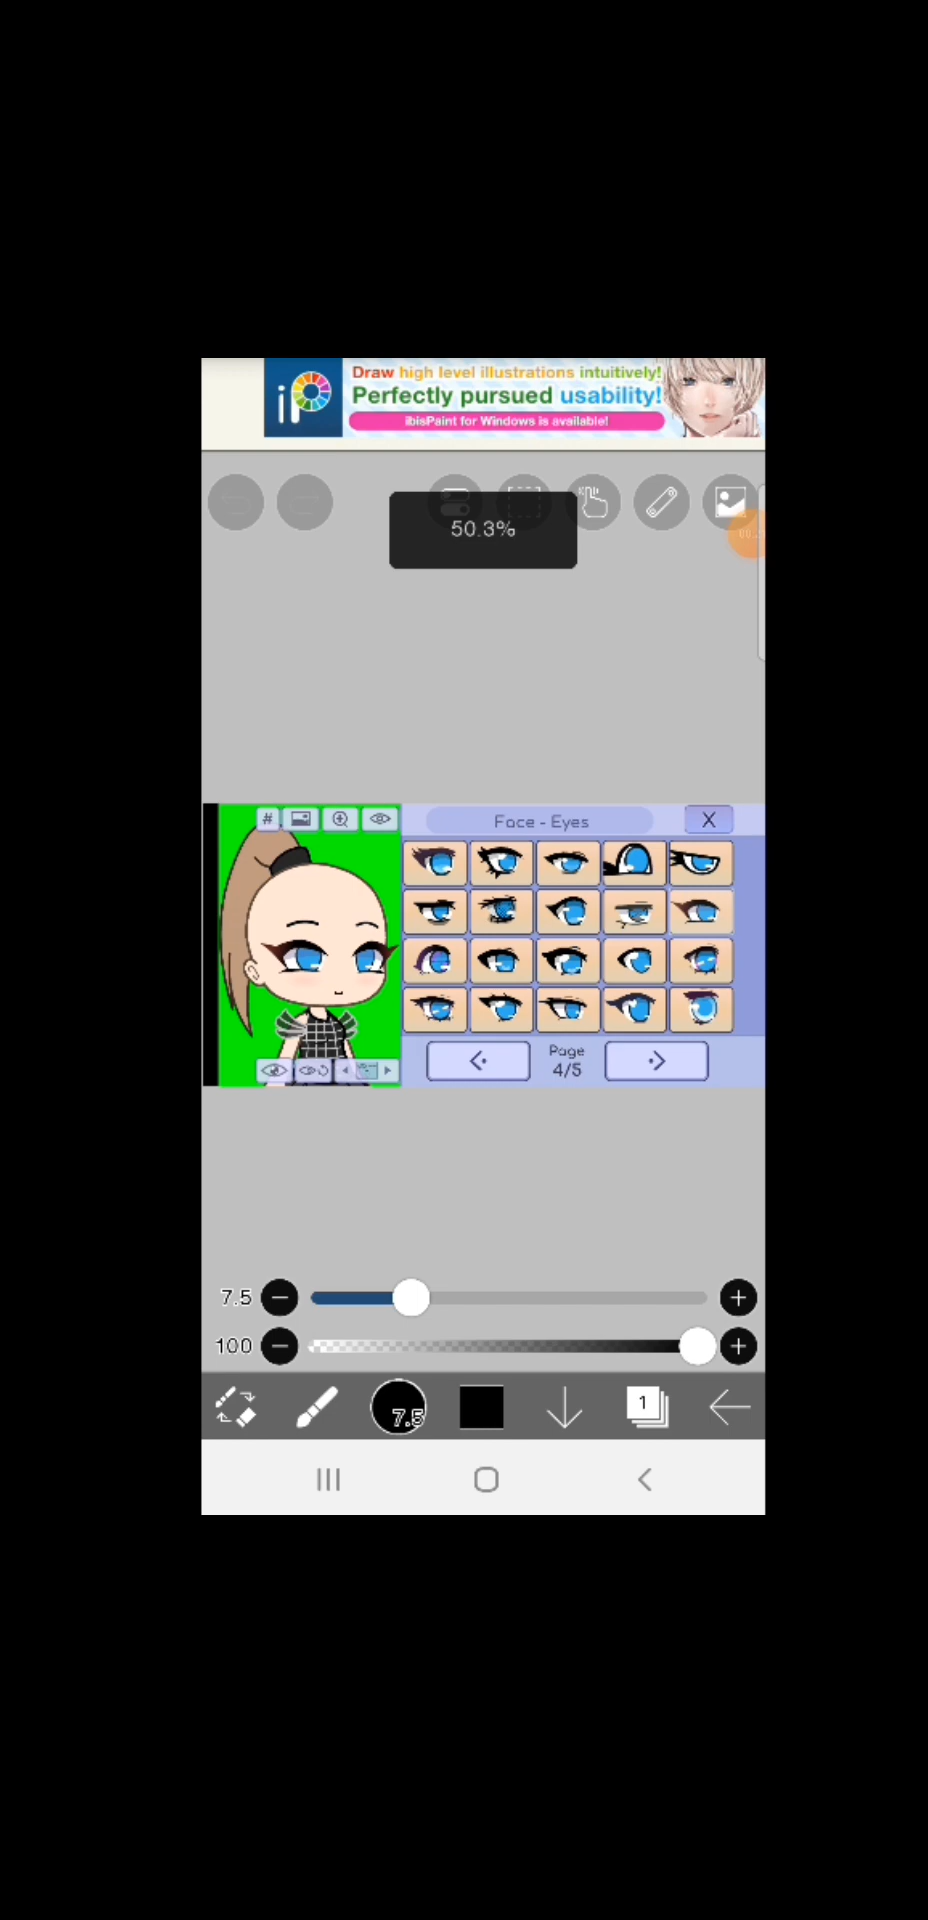 iP
Draw high level illustrations intuitively!
Perfectly pursued usability!
ibisPaint for Windows is available!
50.3%
#
Face - Eyes
X
Page
4/5
7.5
100
7.5
1